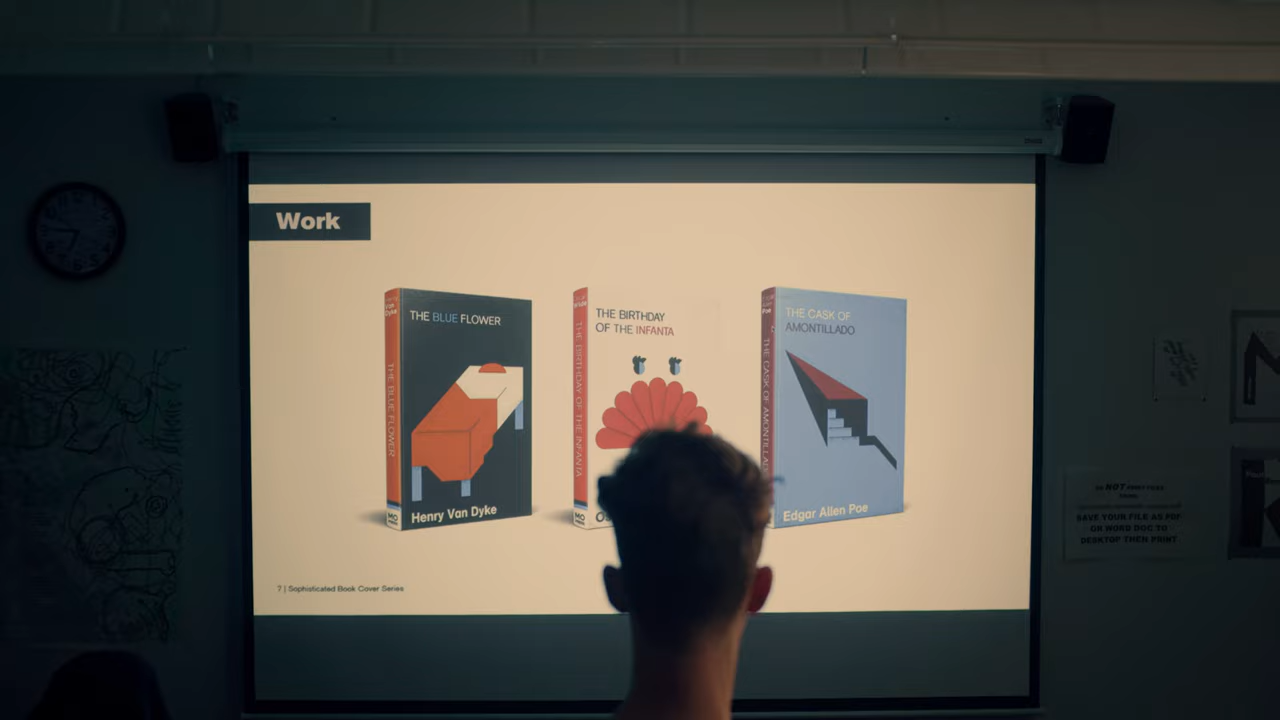 Work
THE BLUE FLOWER
THE BLUE FLOWER
Henry Van Dyke
THE BIRTHDAY
OF THE INFANTA
THE BIRTHDAY OF THE INFANTA
THE CASK OF
AMONTILLADO
THE CASK OF AMONTILLAD
Edgar Allen Poe
7 | Sophisticated Book Cover Series
NOT
SAVE YOUR FILE AS PDF
OR WORD DOC TO
DESKTOP THEN PRINT